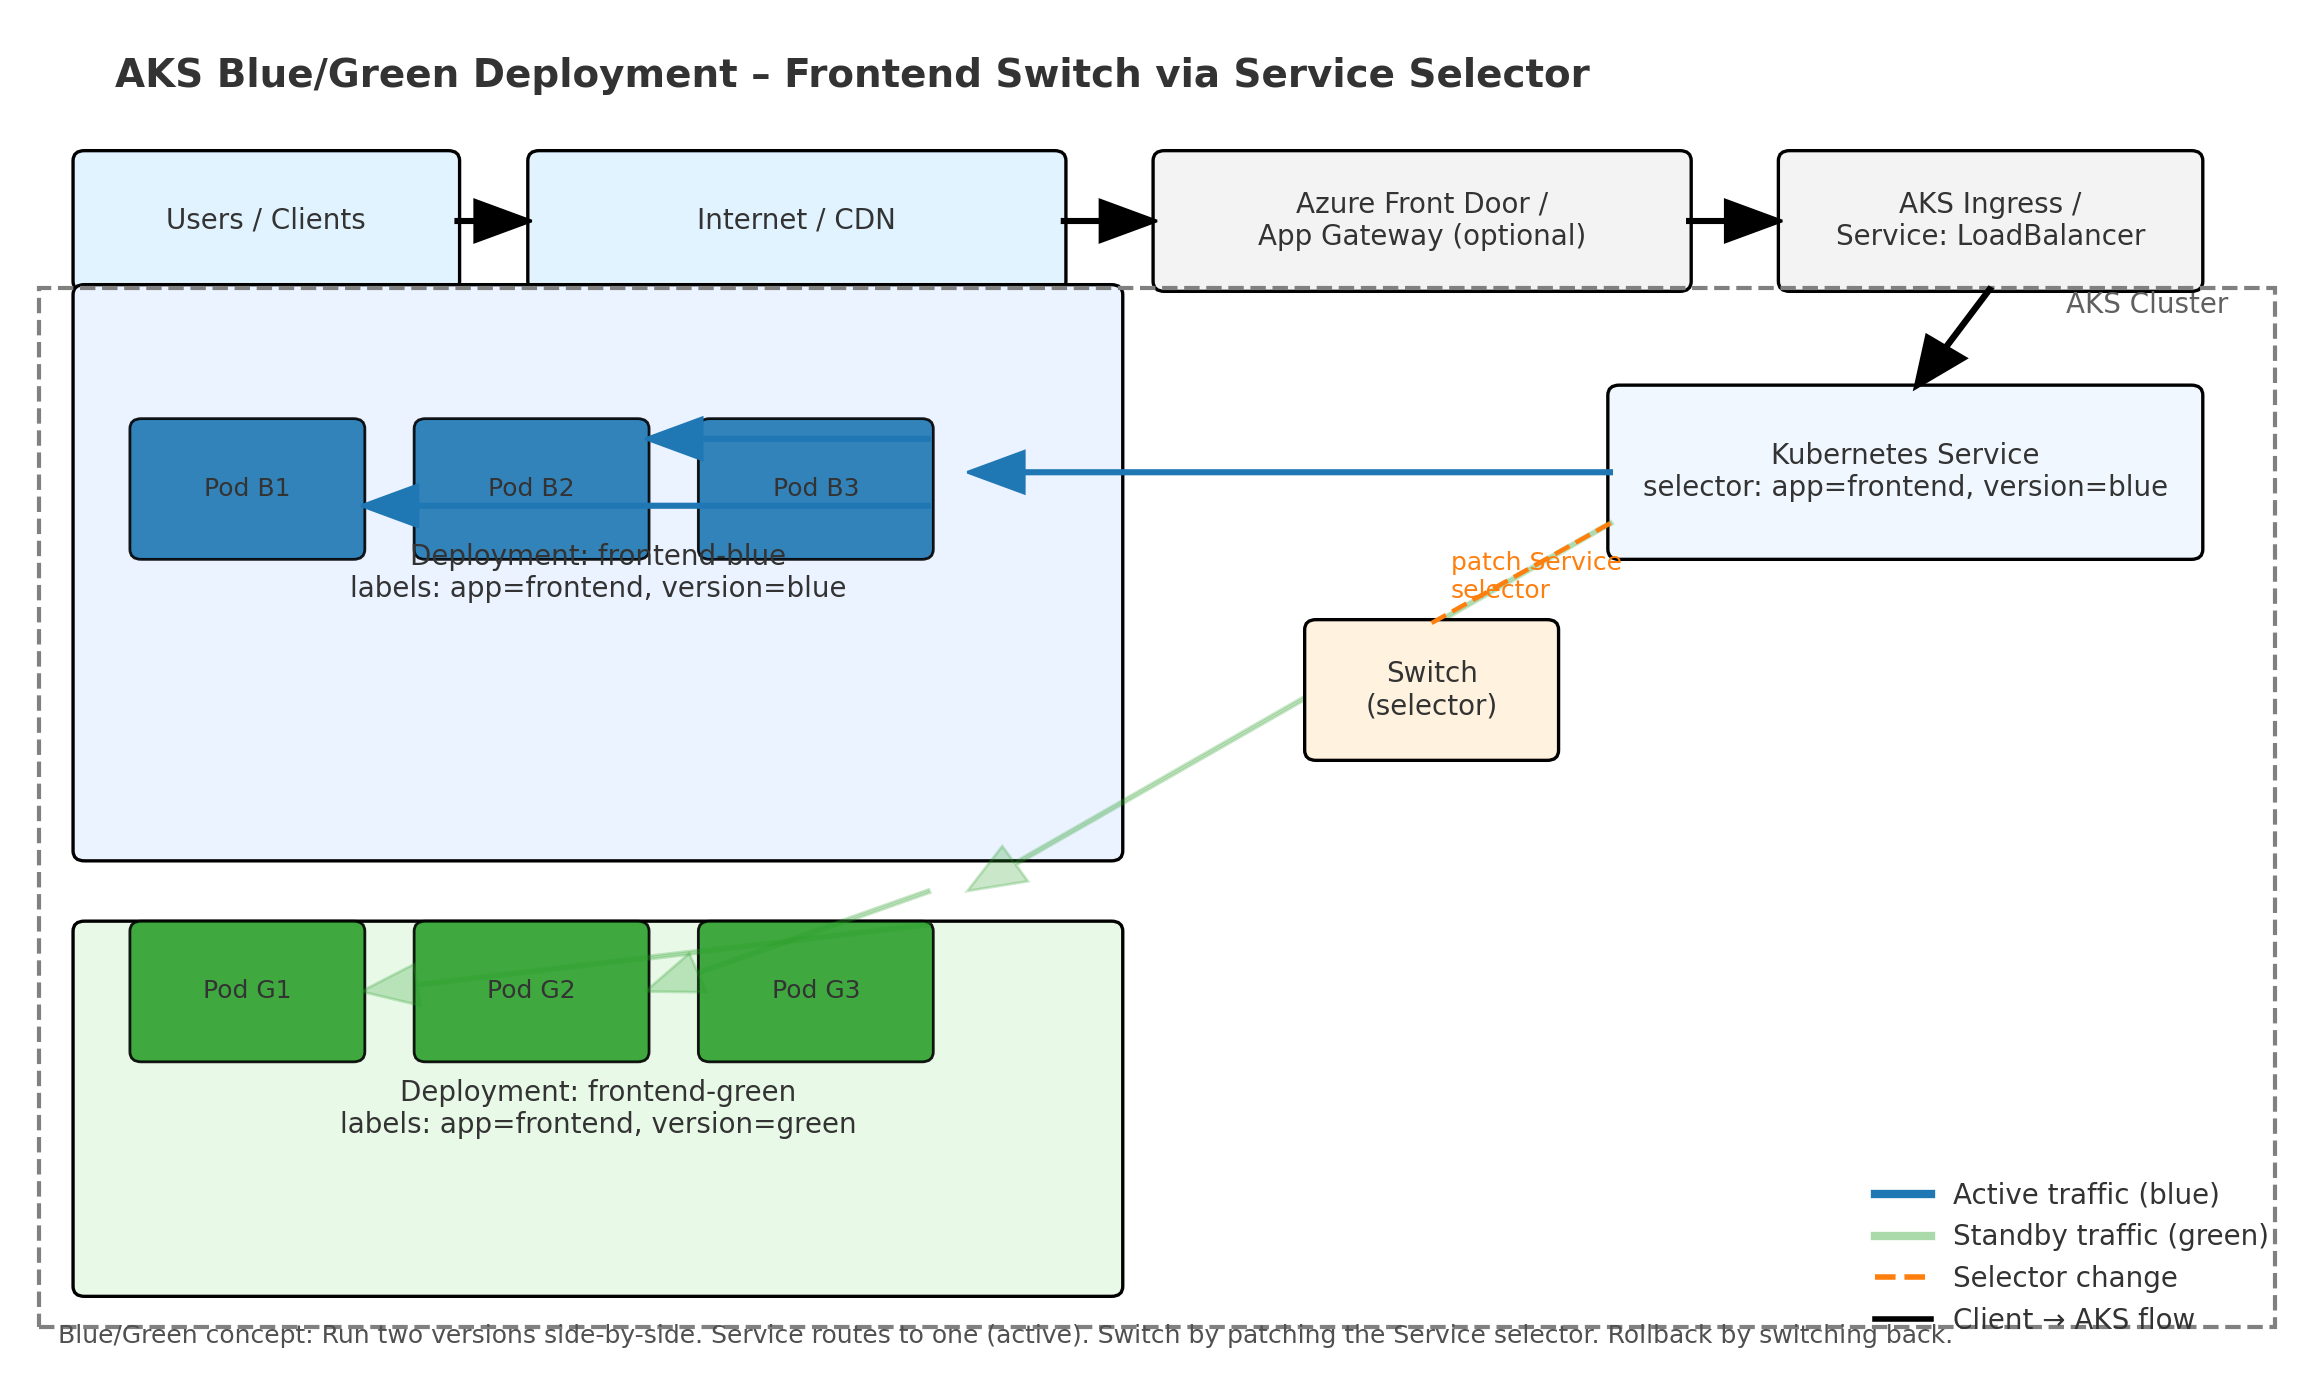 AKS Blue/Green Deployment – Frontend Switch via Service Selector
Users / Clients
Internet / CDN
Azure Front Door /
App Gateway (optional)
AKS Ingress /
Service: LoadBalancer
AKS Cluster
Kubernetes Service
selector: app=frontend, version=blue
Pod B1
Pod B2
Pod B3
Deployment: frontend-blue
labels: app=frontend, version=blue
patch Service
selector
Switch
(selector)
Pod G1
Pod G2
Pod G3
Deployment: frontend-green
labels: app=frontend, version=green
Active traffic (blue)
Standby traffic (green)
Selector change
Client → AKS flow
Blue/Green concept: Run two versions side-by-side. Service routes to one (active). Switch by patching the Service selector. Rollback by switching back.